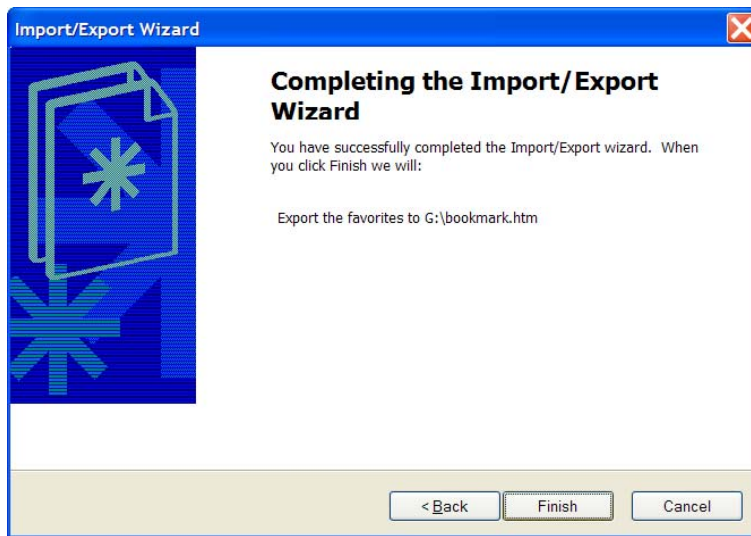 Import/Export Wizard
Completing the Import/Export
Wizard
You have successfully completed the Import/Export wizard. When
you click Finish we will:
Export the favorites to G:\bookmark.htm
< Back
Finish
Cancel